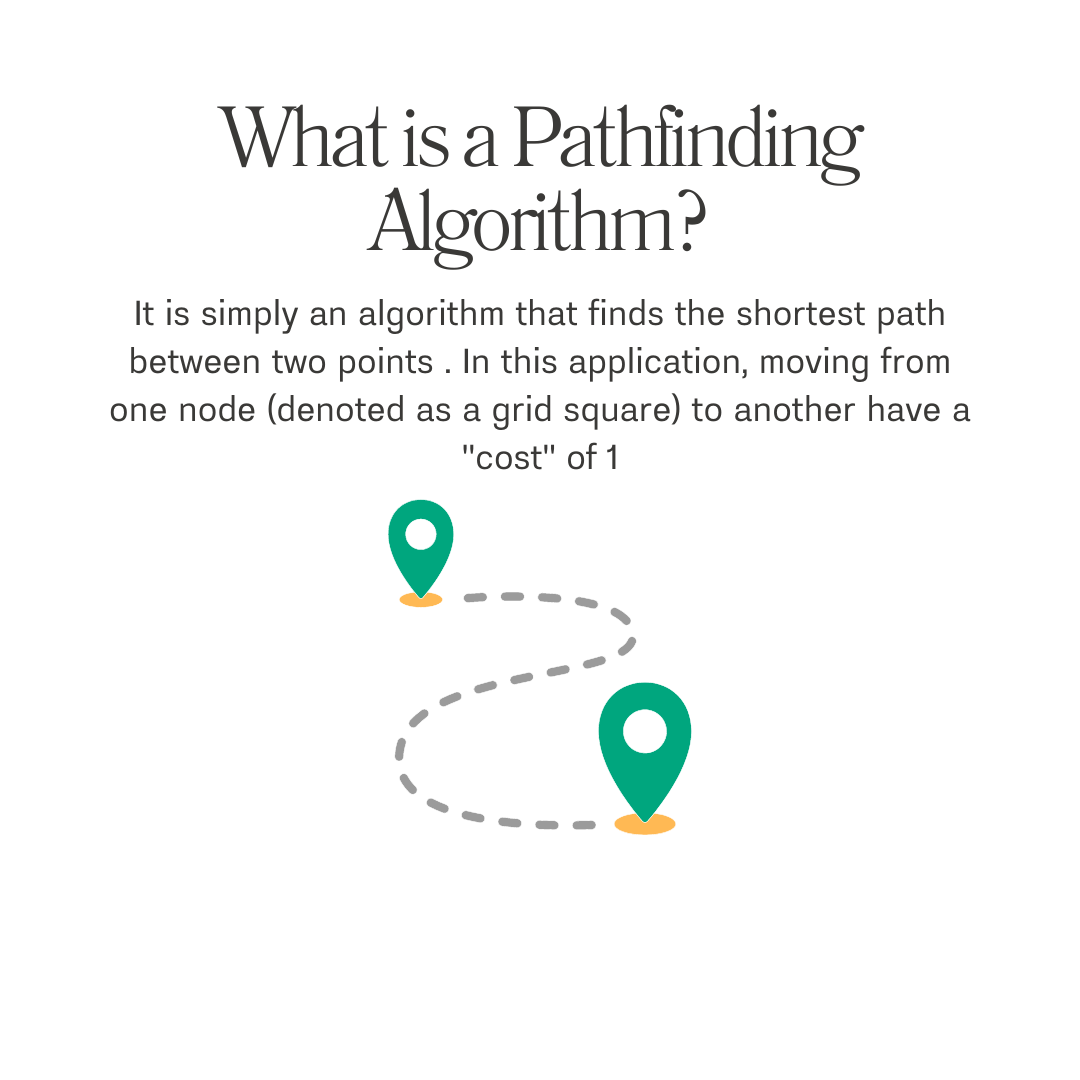 What is a Pathfinding
Algorithm?
It is simply an algorithm that finds the shortest path
between two points . In this application, moving from
one node (denoted as a grid square) to another have a
"cost" of 1